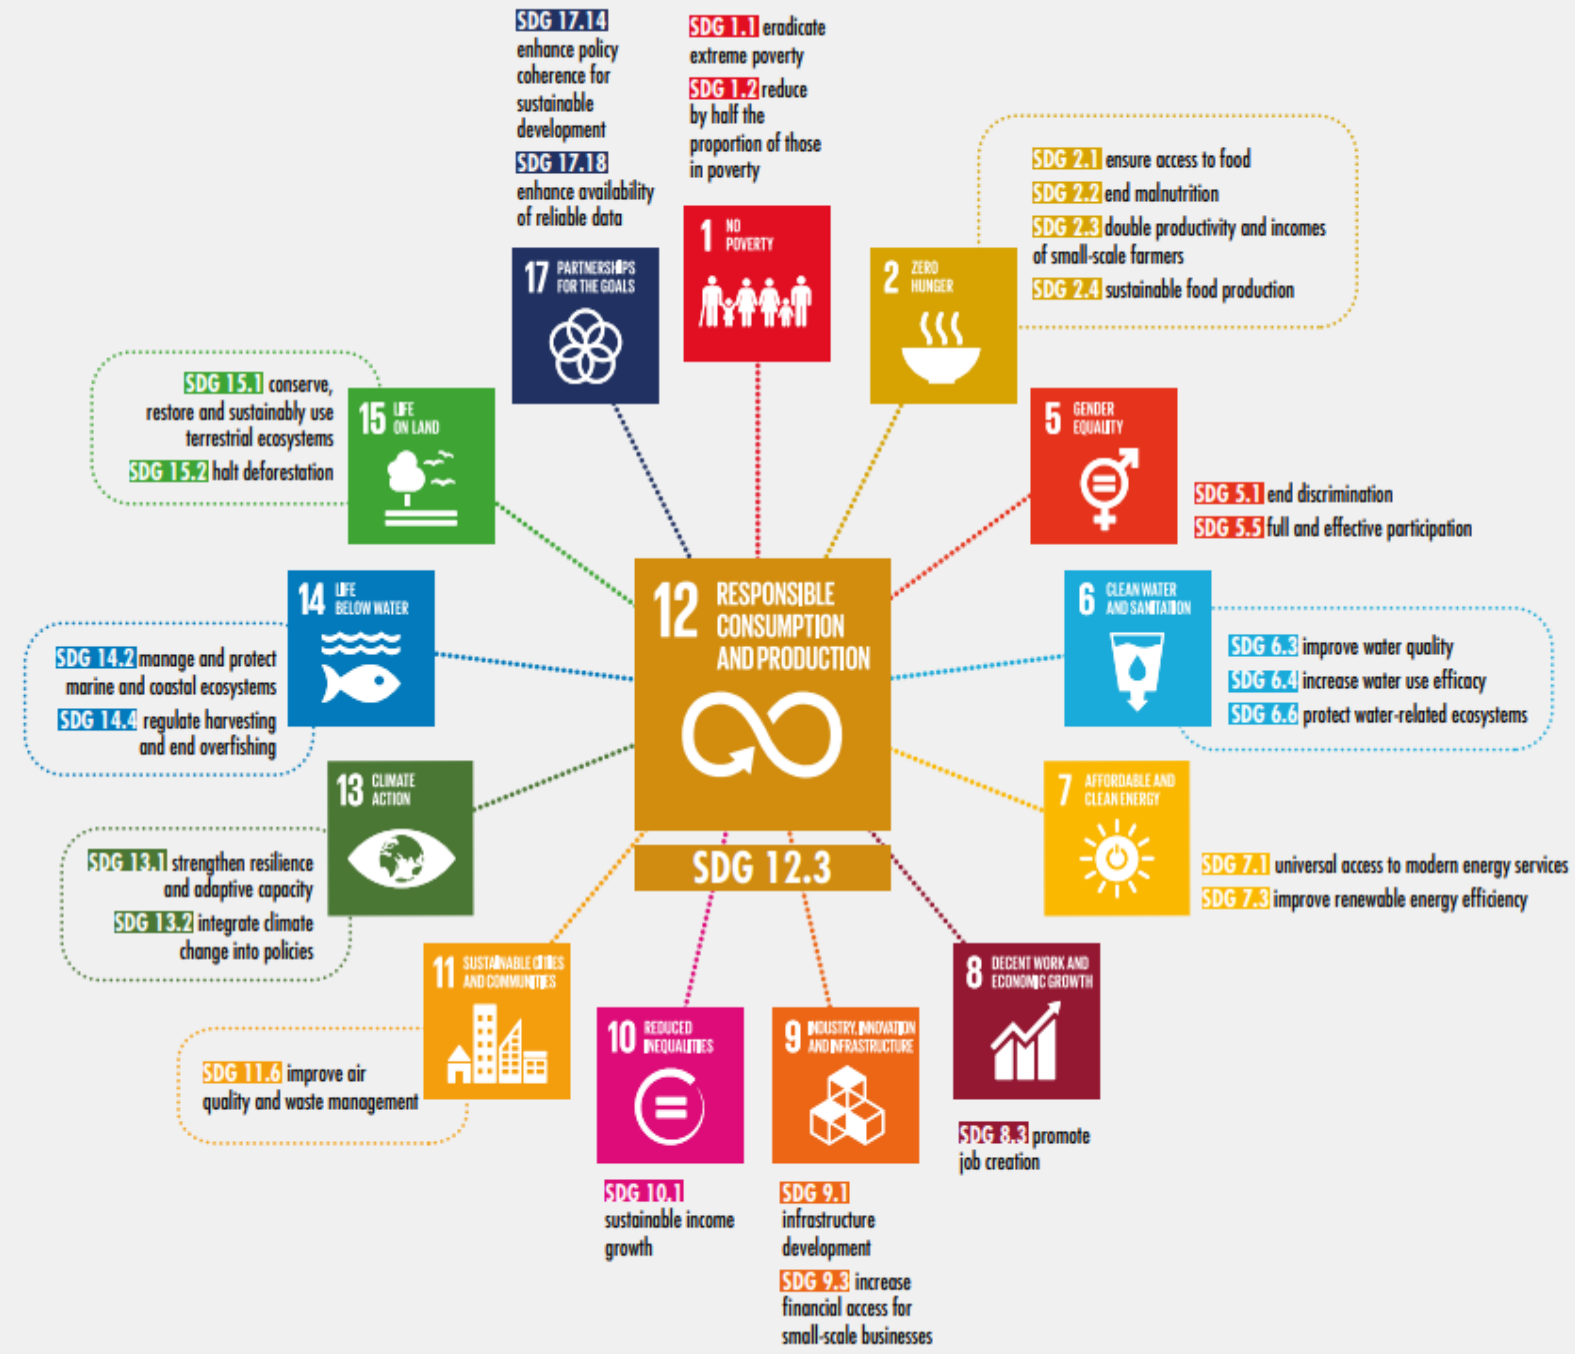 SDG 17.14
enhance policy
coherence for
sustainable
development
SDG 17.18
enhance availability
of reliable data
17 PARTNERSHIPS
FOR THE GOALS
SDG 1.1 eradicate
extreme poverty
SDG 1.2 reduce
by half the
proportion of those
in poverty
1 NO
POVERTY
SDG 2.1 ensure access to food
SDG 2.2 end malnutrition
SDG 2.3 double productivity and incomes
of small-scale farmers
SDG 2.4 sustainable food production
2 ZERO
HUNGER
5 GENDER
EQUALITY
SDG 5.1 end discrimination
SDG 5.5 full and effective participation
6 CLEAN WATER
AND SANITATION
SDG 6.3 improve water quality
SDG 6.4 increase water use efficacy
SDG 6.6 protect water-related ecosystems
7 AFFORDABLE AND
CLEAN ENERGY
SDG 7.1 universal access to modern energy services
SDG 7.3 improve renewable energy efficiency
8 DECENT WORK AND
ECONOMIC GROWTH
SDG 8.3 promote
job creation
9 INDUSTRY, INNOVATION
AND INFRASTRUCTURE
SDG 9.1
infrastructure
development
SDG 9.3 increase
financial access for
small-scale businesses
10 REDUCED
INEQUALITIES
SDG 10.1
sustainable income
growth
11 SUSTAINABLE CITIES
AND COMMUNITIES
SDG 11.6 improve air
quality and waste management
13 CLIMATE
ACTION
SDG 13.1 strengthen resilience
and adaptive capacity
SDG 13.2 integrate climate
change into policies
14 LIFE
BELOW WATER
SDG 14.2 manage and protect
marine and coastal ecosystems
SDG 14.4 regulate harvesting
and end overfishing
15 LIFE
ON LAND
SDG 15.1 conserve,
restore and sustainably use
terrestrial ecosystems
SDG 15.2 halt deforestation
12 RESPONSIBLE
CONSUMPTION
AND PRODUCTION
SDG 12.3